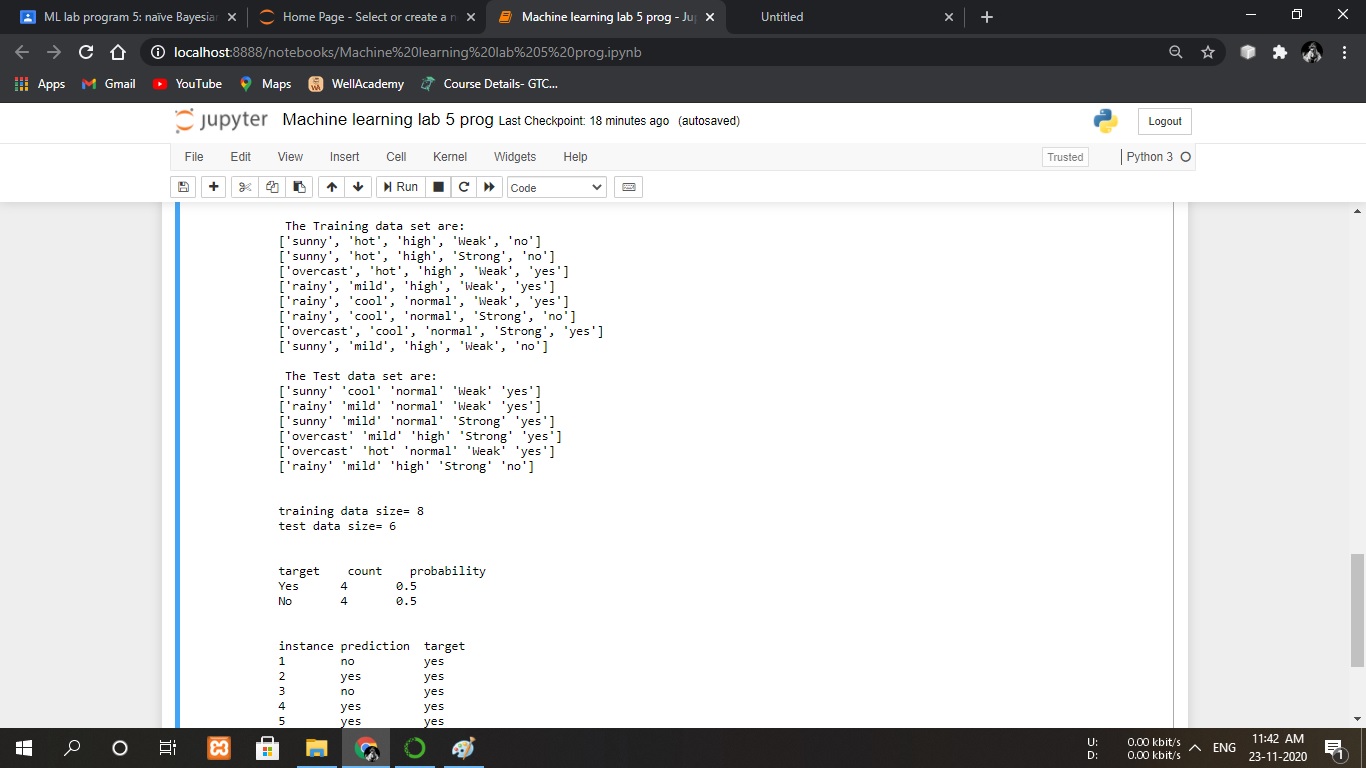 ML lab program 5: naïve Bayesian
Home Page - Select or create a n
Machine learning lab 5 prog - Ju
Untitled
localhost:8888/notebooks/Machine%20learning%20lab%205%20prog.ipynb
Apps Gmail YouTube Maps WellAcademy Course Details- GTC...
jupyter Machine learning lab 5 prog Last Checkpoint: 18 minutes ago (autosaved) Logout
File Edit View Insert Cell Kernel Widgets Help Trusted Python 3
Run Code
The Training data set are:
['sunny', 'hot', 'high', 'Weak', 'no']
['sunny', 'hot', 'high', 'Strong', 'no']
['overcast', 'hot', 'high', 'Weak', 'yes']
['rainy', 'mild', 'high', 'Weak', 'yes']
['rainy', 'cool', 'normal', 'Weak', 'yes']
['rainy', 'cool', 'normal', 'Strong', 'no']
['overcast', 'cool', 'normal', 'Strong', 'yes']
['sunny', 'mild', 'high', 'Weak', 'no']
The Test data set are:
['sunny' 'cool' 'normal' 'Weak' 'yes']
['rainy' 'mild' 'normal' 'Weak' 'yes']
['sunny' 'mild' 'normal' 'Strong' 'yes']
['overcast' 'mild' 'high' 'Strong' 'yes']
['overcast' 'hot' 'normal' 'Weak' 'yes']
['rainy' 'mild' 'high' 'Strong' 'no']
training data size= 8
test data size= 6
target count probability
Yes 4 0.5
No 4 0.5
instance prediction target
1 no yes
2 yes yes
3 no yes
4 yes yes
5 yes yes
U: 0.00 kbit/s
D: 0.00 kbit/s
ENG
11:42 AM
23-11-2020
1